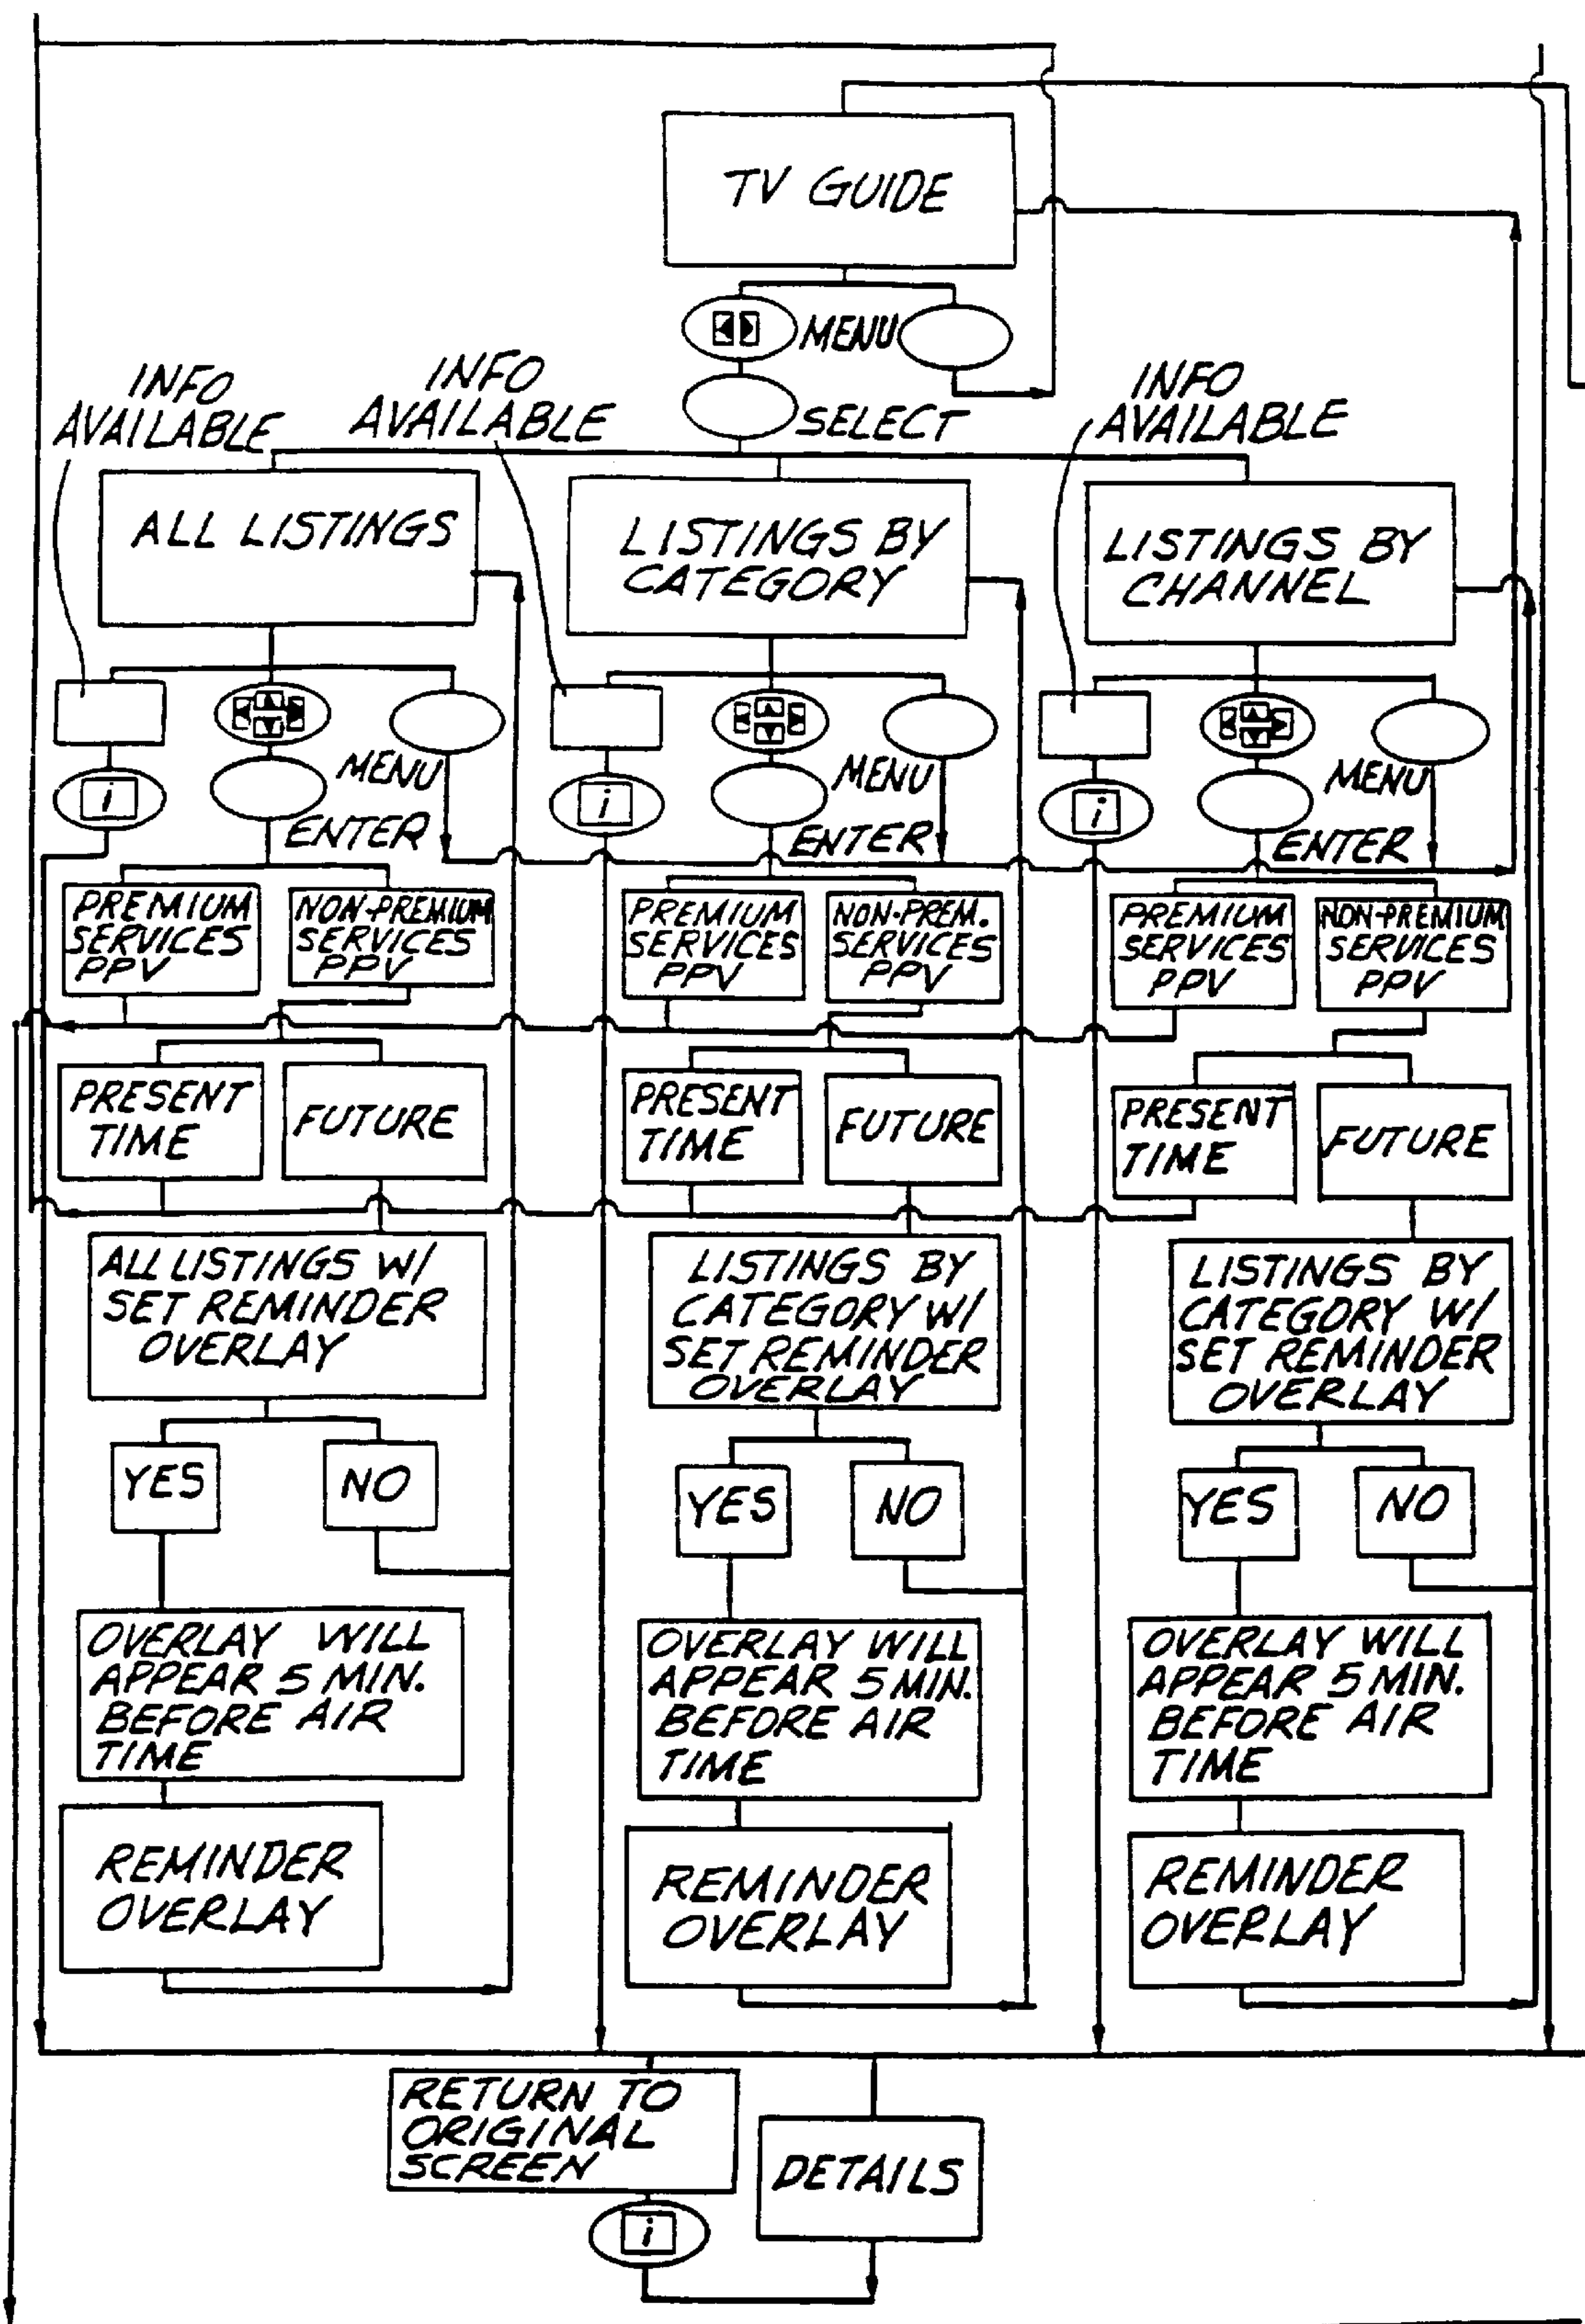 TV GUIDE
MENU
SELECT
INFO
AVAILABLE
INFO
AVAILABLE
INFO
AVAILABLE
ALL LISTINGS
LISTINGS BY
CATEGORY
LISTINGS BY
CHANNEL
i
MENU
ENTER
i
MENU
ENTER
i
MENU
ENTER
PREMIUM
SERVICES
PPV
NON-PREMIUM
SERVICES
PPV
PREMIUM
SERVICES
PPV
NON-PREM.
SERVICES
PPV
PREMIUM
SERVICES
PPV
NON-PREMIUM
SERVICES
PPV
PRESENT
TIME
FUTURE
PRESENT
TIME
FUTURE
PRESENT
TIME
FUTURE
ALL LISTINGS W/
SET REMINDER
OVERLAY
LISTINGS BY
CATEGORY W/
SET REMINDER
OVERLAY
LISTINGS BY
CATEGORY W/
SET REMINDER
OVERLAY
YES
NO
YES
NO
YES
NO
OVERLAY WILL
APPEAR 5 MIN.
BEFORE AIR
TIME
OVERLAY WILL
APPEAR 5 MIN.
BEFORE AIR
TIME
OVERLAY WILL
APPEAR 5 MIN.
BEFORE AIR
TIME
REMINDER
OVERLAY
REMINDER
OVERLAY
REMINDER
OVERLAY
RETURN TO
ORIGINAL
SCREEN
DETAILS
i